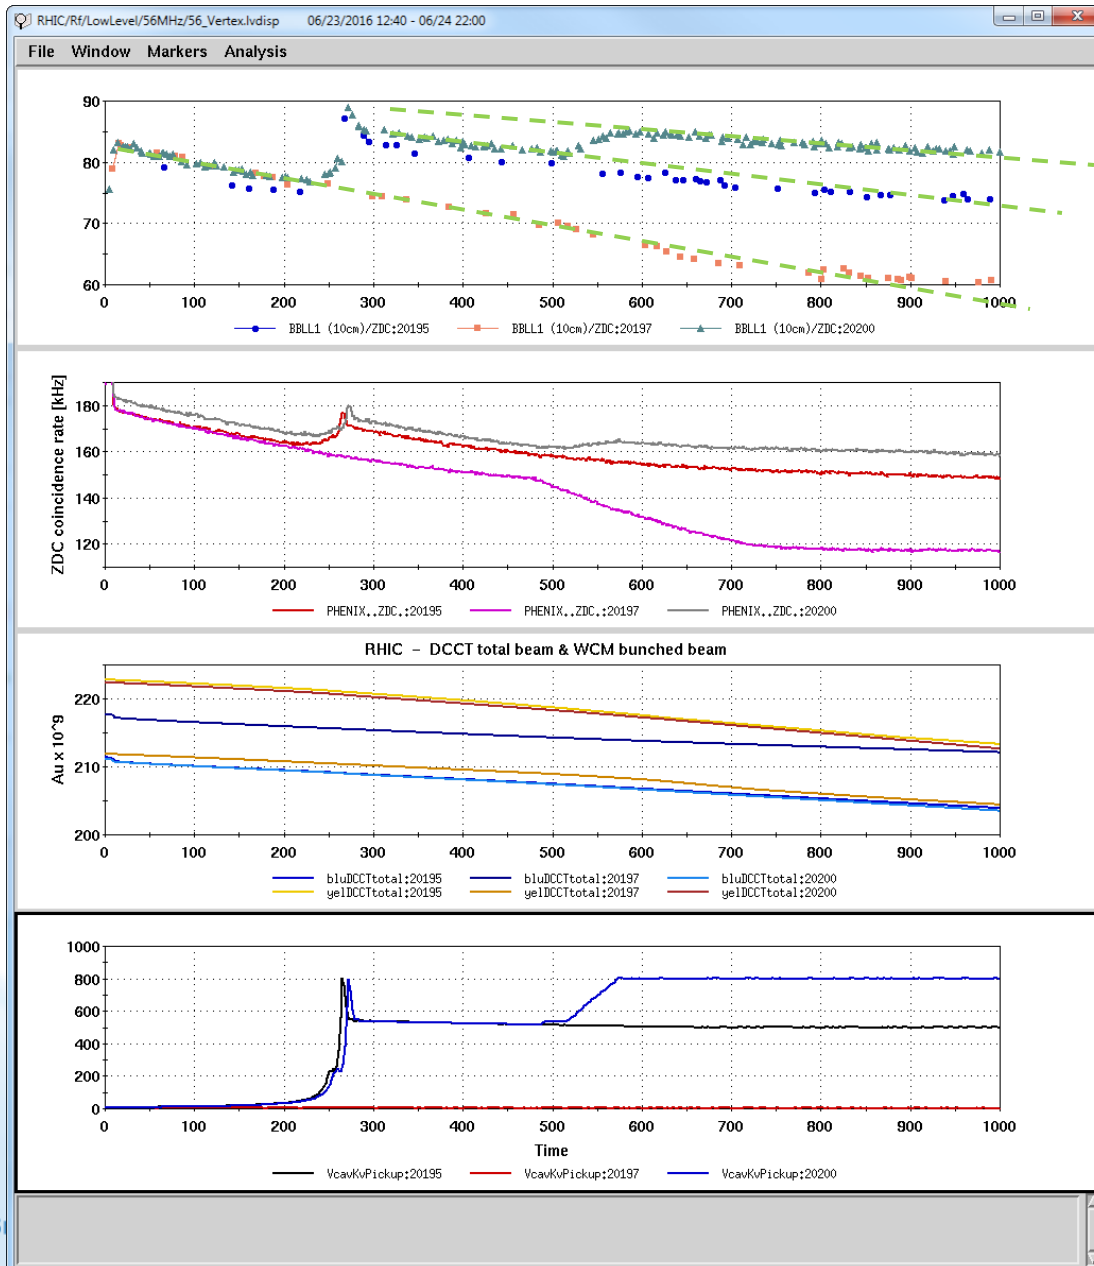 RHIC/Rf/LowLevel/56MHz/56_Vertex.lvdisp 06/23/2016 12:40 - 06/24 22:00
File Window Markers Analysis
90
80
70
60
0 100 200 300 400 500 600 700 800 900 1000
BBLL1 (10cm)/ZDC:20195 BBLL1 (10cm)/ZDC:20197 BBLL1 (10cm)/ZDC:20200
ZDC coincidence rate [kHz]
180
160
140
120
0 100 200 300 400 500 600 700 800 900 1000
PHENIX..ZDC.:20195 PHENIX..ZDC.:20197 PHENIX..ZDC.:20200
RHIC - DCCT total beam & WCM bunched beam
Au x 10^9
220
210
200
0 100 200 300 400 500 600 700 800 900 1000
bluDCCTtotal:20195 bluDCCTtotal:20197 bluDCCTtotal:20200
yelDCCTtotal:20195 yelDCCTtotal:20197 yelDCCTtotal:20200
1000
800
600
400
200
0
0 100 200 300 400 500 600 700 800 900 1000
Time
VcavKvPickup:20195 VcavKvPickup:20197 VcavKvPickup:20200